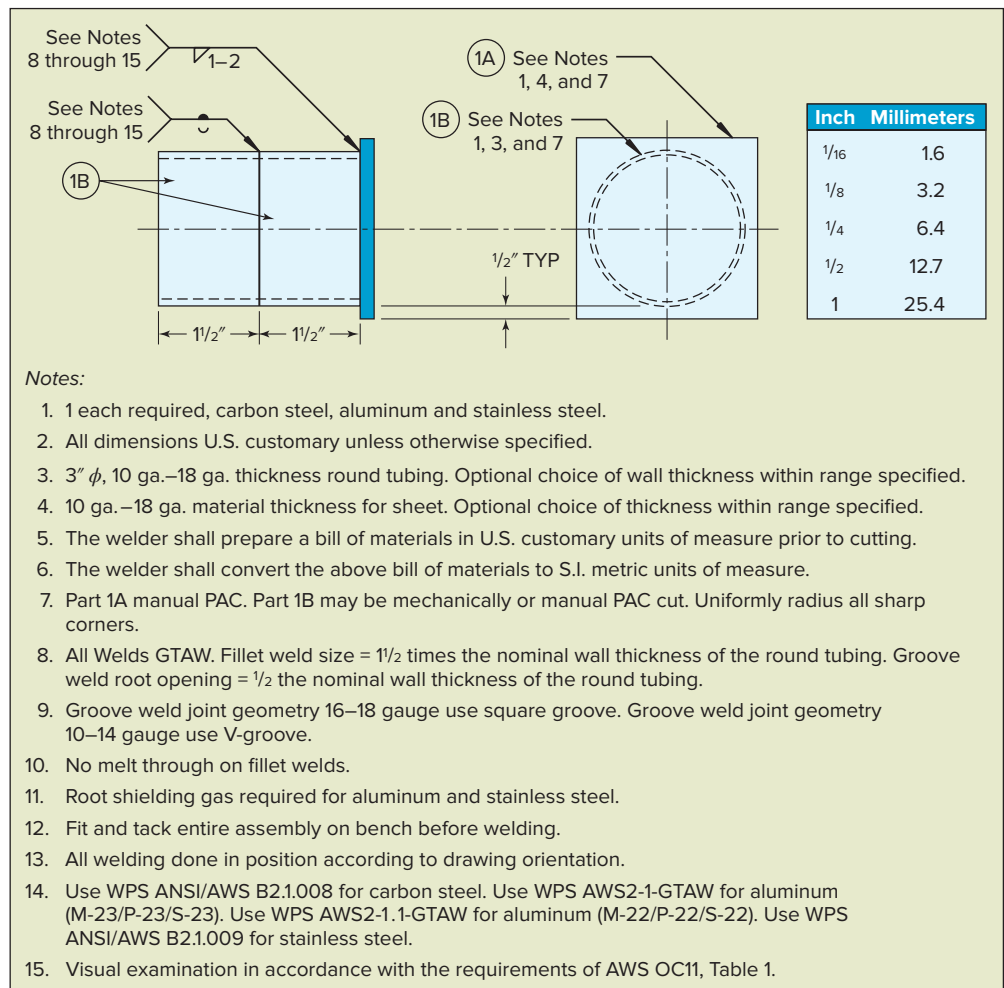 See Notes
8 through 15
1–2
See Notes
8 through 15
1B
1A See Notes
1, 4, and 7
1B See Notes
1, 3, and 7
1/2″ TYP
1 1/2″ 1 1/2″
Inch Millimeters
1/16 1.6
1/8 3.2
1/4 6.4
1/2 12.7
1 25.4
Notes:
1. 1 each required, carbon steel, aluminum and stainless steel.
2. All dimensions U.S. customary unless otherwise specified.
3. 3″ ϕ, 10 ga.–18 ga. thickness round tubing. Optional choice of wall thickness within range specified.
4. 10 ga.–18 ga. material thickness for sheet. Optional choice of thickness within range specified.
5. The welder shall prepare a bill of materials in U.S. customary units of measure prior to cutting.
6. The welder shall convert the above bill of materials to S.I. metric units of measure.
7. Part 1A manual PAC. Part 1B may be mechanically or manual PAC cut. Uniformly radius all sharp
corners.
8. All Welds GTAW. Fillet weld size = 1 1/2 times the nominal wall thickness of the round tubing. Groove
weld root opening = 1/2 the nominal wall thickness of the round tubing.
9. Groove weld joint geometry 16–18 gauge use square groove. Groove weld joint geometry
10–14 gauge use V-groove.
10. No melt through on fillet welds.
11. Root shielding gas required for aluminum and stainless steel.
12. Fit and tack entire assembly on bench before welding.
13. All welding done in position according to drawing orientation.
14. Use WPS ANSI/AWS B2.1.008 for carbon steel. Use WPS AWS2-1-GTAW for aluminum
(M-23/P-23/S-23). Use WPS AWS2-1.1-GTAW for aluminum (M-22/P-22/S-22). Use WPS
ANSI/AWS B2.1.009 for stainless steel.
15. Visual examination in accordance with the requirements of AWS OC11, Table 1.